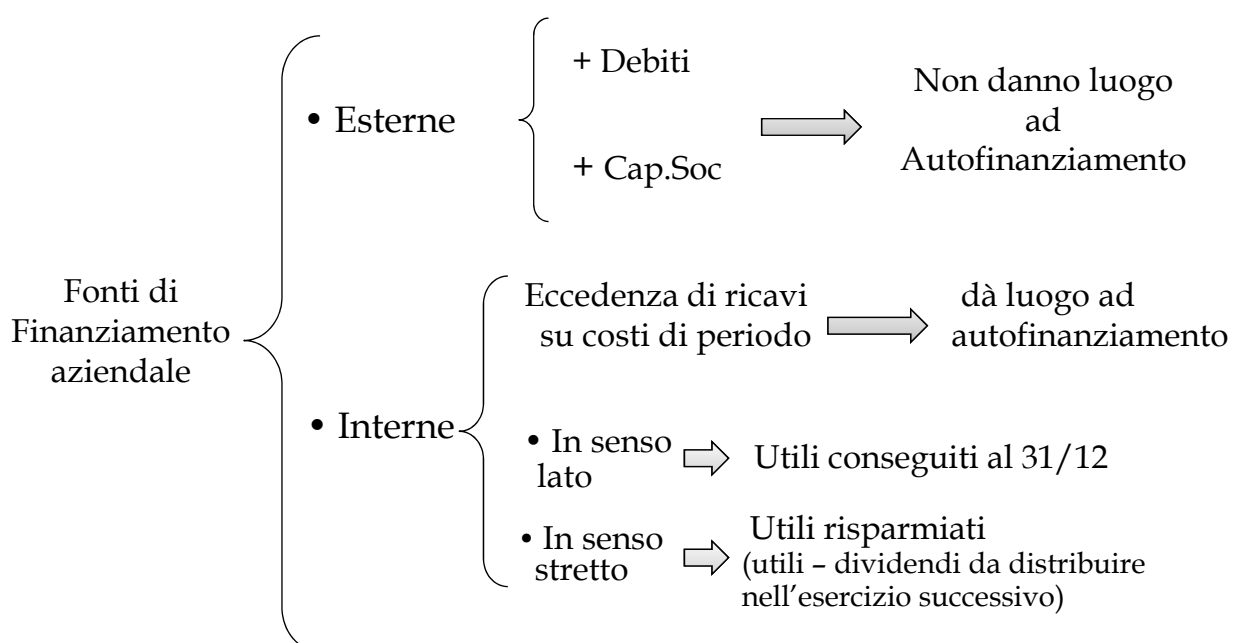 Fonti di
Finanziamento
aziendale
• Esterne
+ Debiti
+ Cap.Soc
Non danno luogo
ad
Autofinanziamento
• Interne
Eccedenza di ricavi
su costi di periodo
dà luogo ad
autofinanziamento
• In senso
lato
Utili conseguiti al 31/12
• In senso
stretto
Utili risparmiati
(utili – dividendi da distribuire
nell’esercizio successivo)